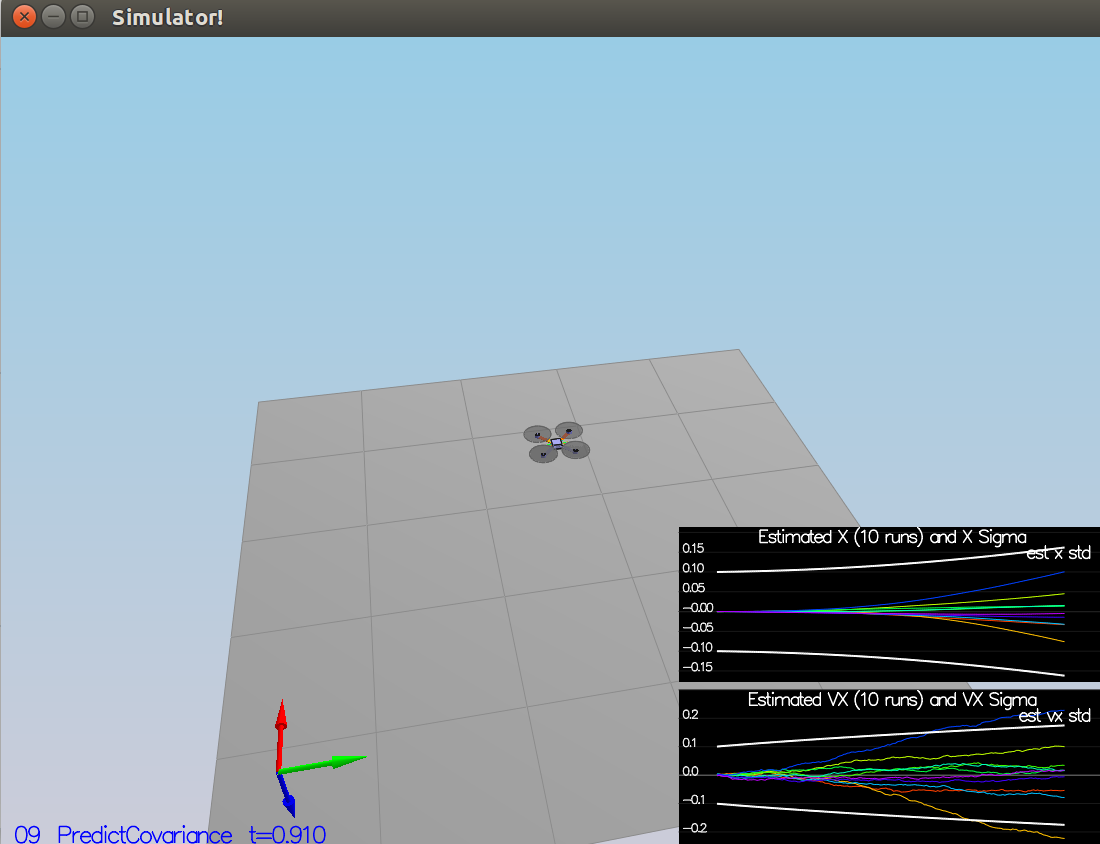 Simulator!
Estimated X (10 runs) and X Sigma
est x std
0.15
0.10
0.05
-0.00
-0.05
-0.10
-0.15
Estimated VX (10 runs) and VX Sigma
est vx std
0.2
0.1
0.0
-0.1
-0.2
09 PredictCovariance t=0.910